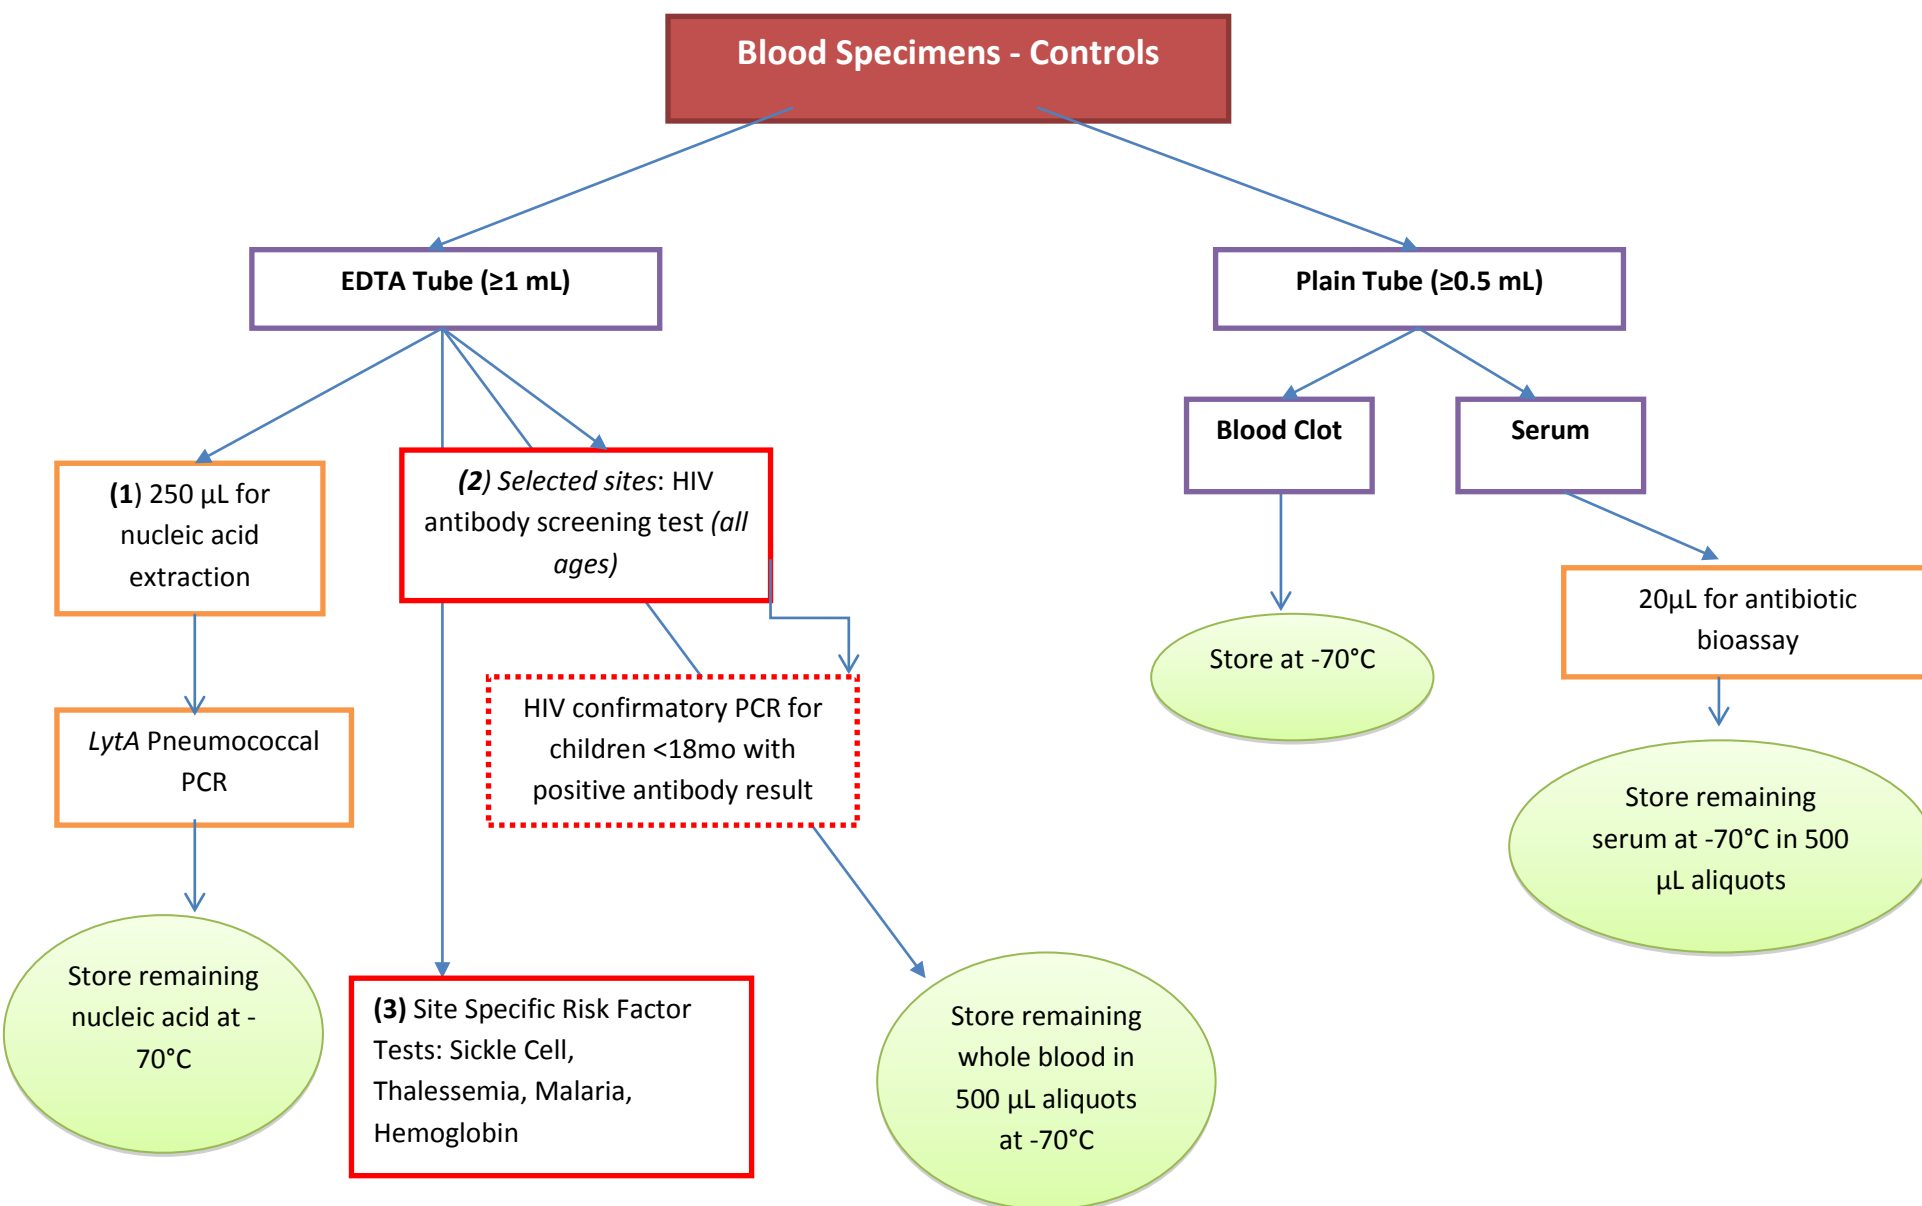 Blood Specimens - Controls
EDTA Tube (≥1 mL)
Plain Tube (≥0.5 mL)
Blood Clot
Serum
(1) 250 µL for
nucleic acid
extraction
(2) Selected sites: HIV
antibody screening test (all
ages)
Store at -70°C
20µL for antibiotic
bioassay
LytA Pneumococcal
PCR
HIV confirmatory PCR for
children <18mo with
positive antibody result
Store remaining
serum at -70°C in 500
µL aliquots
Store remaining
nucleic acid at -
70°C
(3) Site Specific Risk Factor
Tests: Sickle Cell,
Thalessemia, Malaria,
Hemoglobin
Store remaining
whole blood in
500 µL aliquots
at -70°C